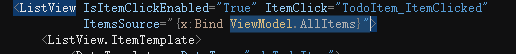 <ListView IsItemClickEnabled="True" ItemClick="TodoItem_ItemClicked"
ItemsSource="{x:Bind ViewModel.AllItems}">
<ListView.ItemTemplate>